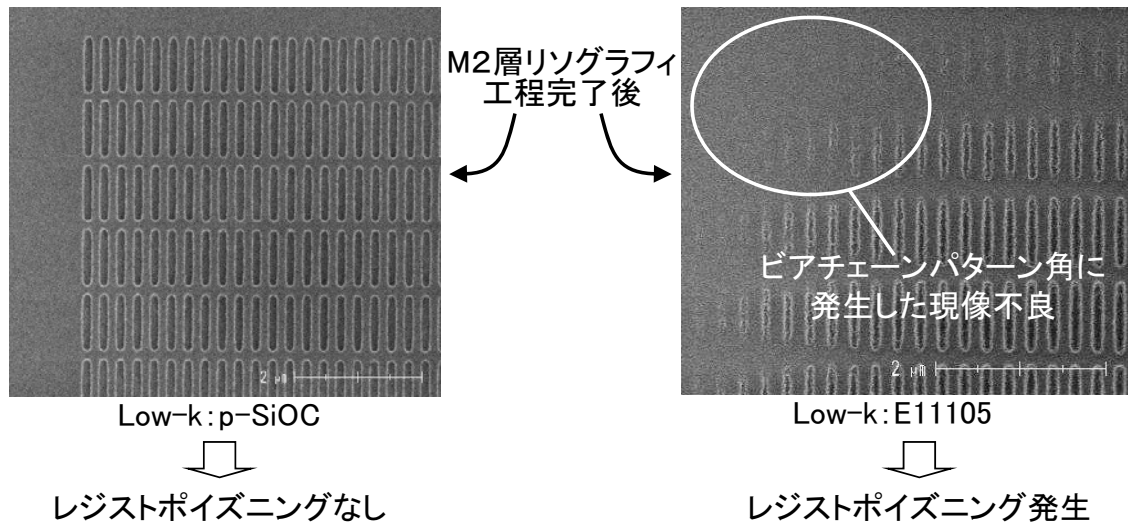 M2層リソグラフィ
工程完了後
2 μm
ビアチェーンパターン角に
発生した現像不良
2 μm
Low-k:p-SiOC
Low-k:E11105
レジストポイズニングなし
レジストポイズニング発生